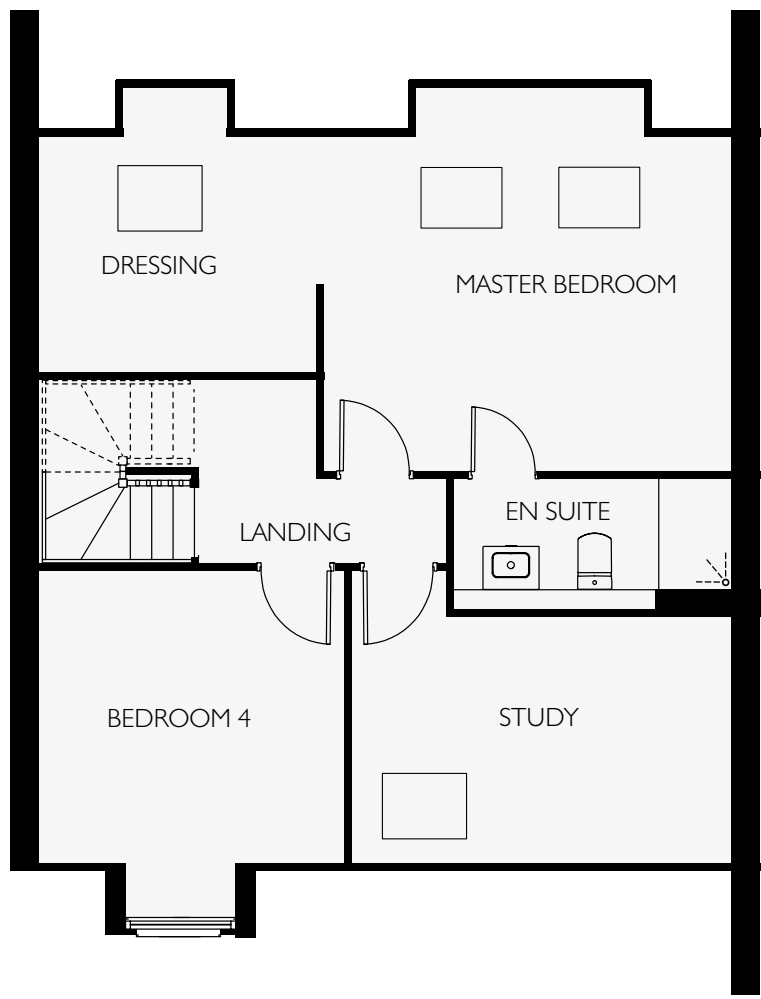 DRESSING
MASTER BEDROOM
EN SUITE
LANDING
BEDROOM 4
STUDY